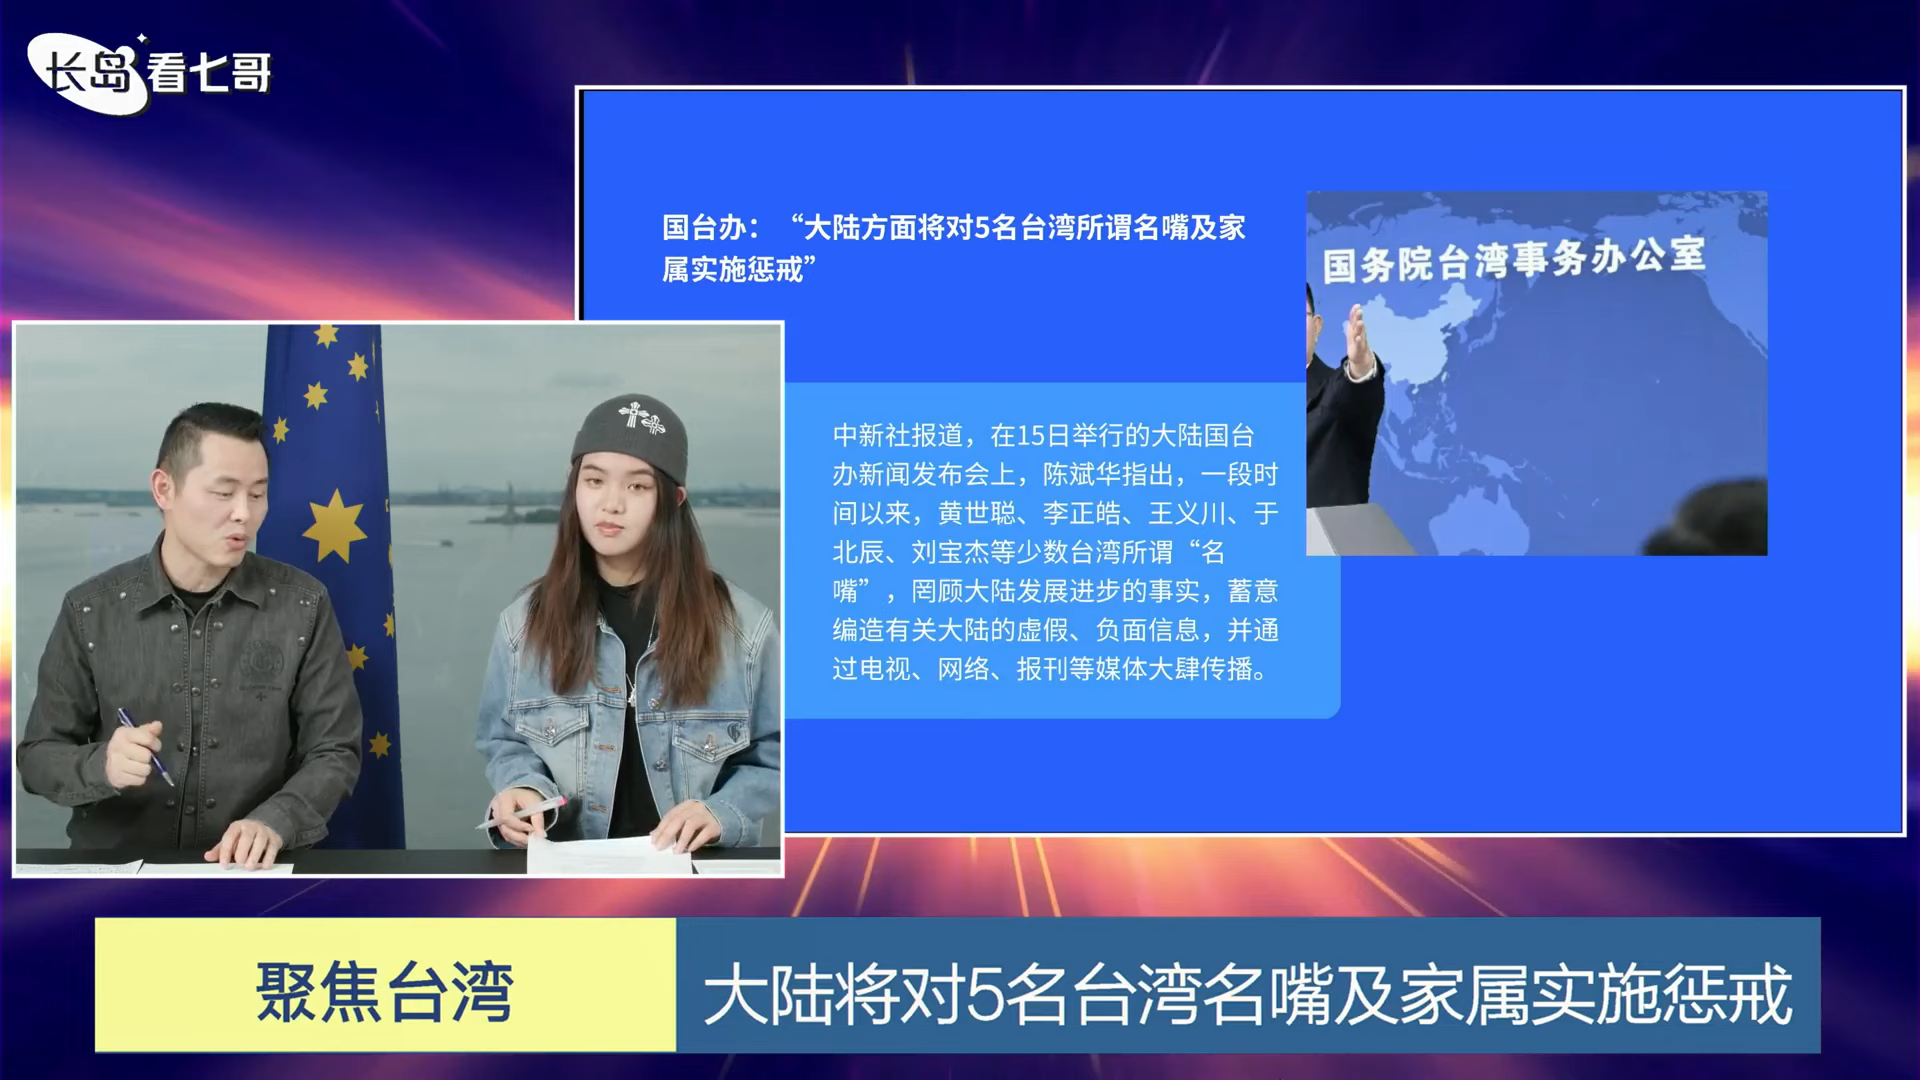 长岛看七哥
国台办：“大陆方面将对5名台湾所谓名嘴及家
属实施惩戒”
国务院台湾事务办公室
中新社报道，在15日举行的大陆国台
办新闻发布会上，陈斌华指出，一段时
间以来，黄世聪、李正皓、王义川、于
北辰、刘宝杰等少数台湾所谓“名
嘴”，罔顾大陆发展进步的事实，蓄意
编造有关大陆的虚假、负面信息，并通
过电视、网络、报刊等媒体大肆传播。
聚焦台湾
大陆将对5名台湾名嘴及家属实施惩戒